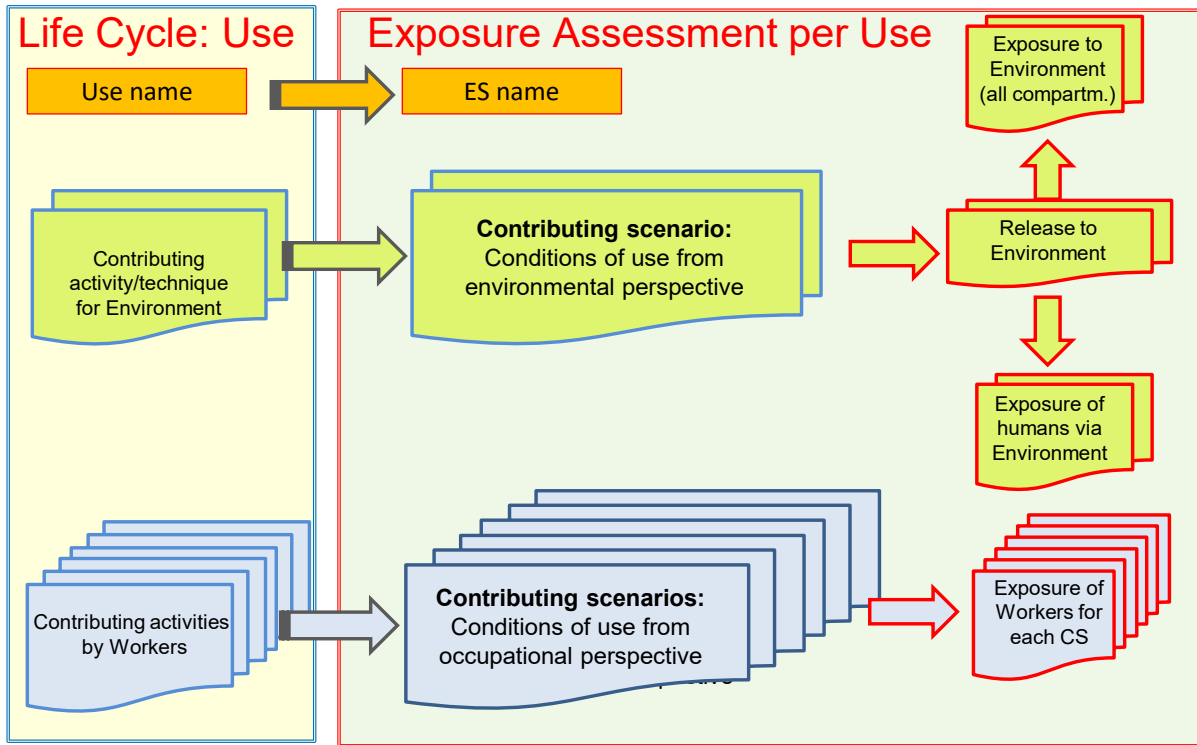 Life Cycle: Use
Use name
Contributing
activity/technique
for Environment
Contributing activities
by Workers
Exposure Assessment per Use
ES name
Contributing scenario:
Conditions of use from
environmental perspective
Contributing scenarios:
Conditions of use from
occupational perspective
Exposure to
Environment
(all compartm.)
Release to
Environment
Exposure of
humans via
Environment
Exposure of
Workers for
each CS